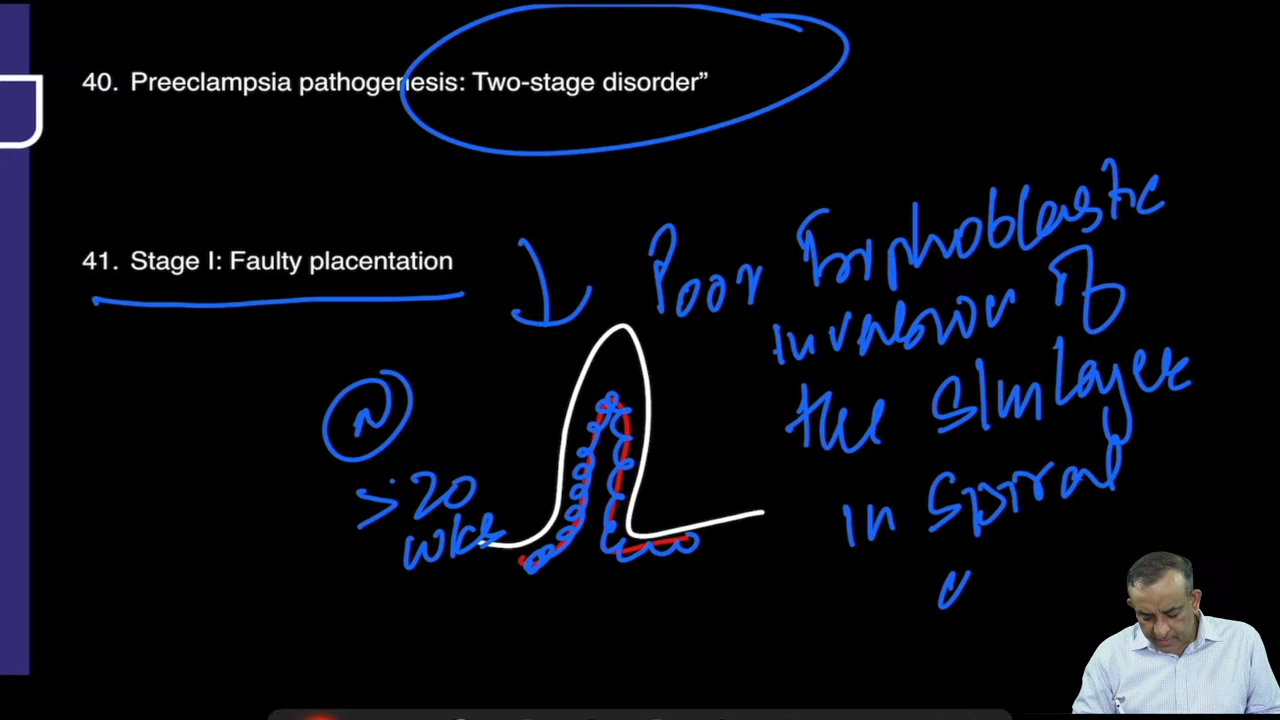 40. Preeclampsia pathogenesis: Two-stage disorder”
41. Stage I: Faulty placentation
Poor Trophoblastic
invasion of
the S/m layer
in Spiral
N
>20
wks